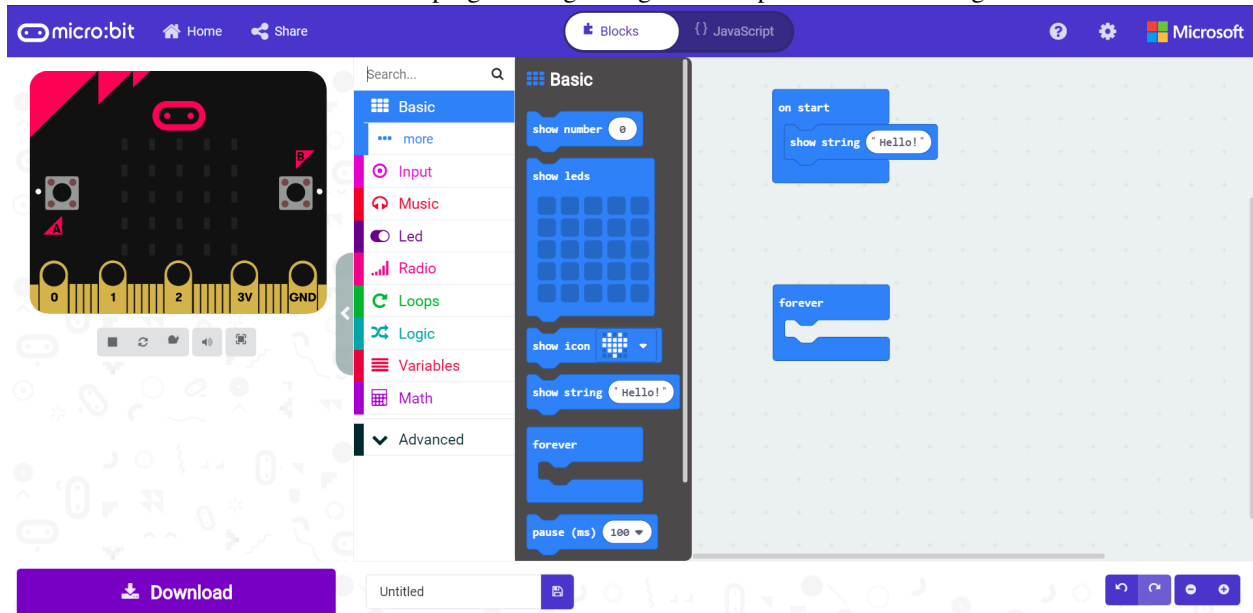 micro:bit Home Share Blocks {} JavaScript ? Microsoft
Search...
Basic
more
Input
Music
Led
Radio
Loops
Logic
Variables
Math
Advanced
Basic
show number 0
show leds
show icon
show string "Hello!"
forever
pause (ms) 100
on start
show string "Hello!"
forever
A
B
0 1 2 3V GND
Download
Untitled